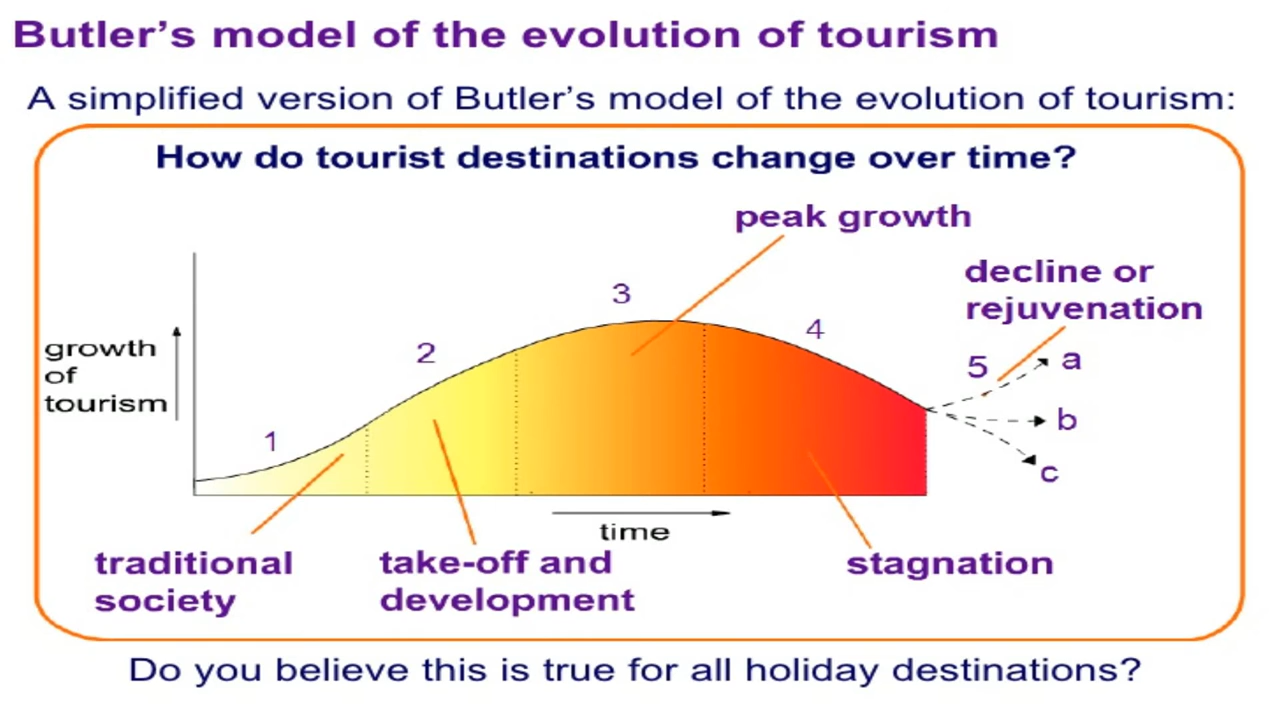 Butler's model of the evolution of tourism
A simplified version of Butler's model of the evolution of tourism:
How do tourist destinations change over time?
peak growth
decline or
rejuvenation
3
4
2
5
a
growth
of
tourism
b
1
c
time
traditional
society
take-off and
development
stagnation
Do you believe this is true for all holiday destinations?